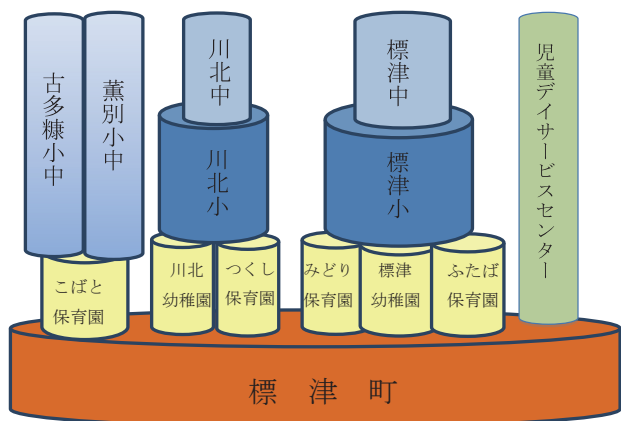 古多糠小中
薫別小中
川北中
標津中
児童デイサービスセンター
川北小
標津小
こばと
保育園
川北
幼稚園
つくし
保育園
みどり
保育園
標津
幼稚園
ふたば
保育園
標津町